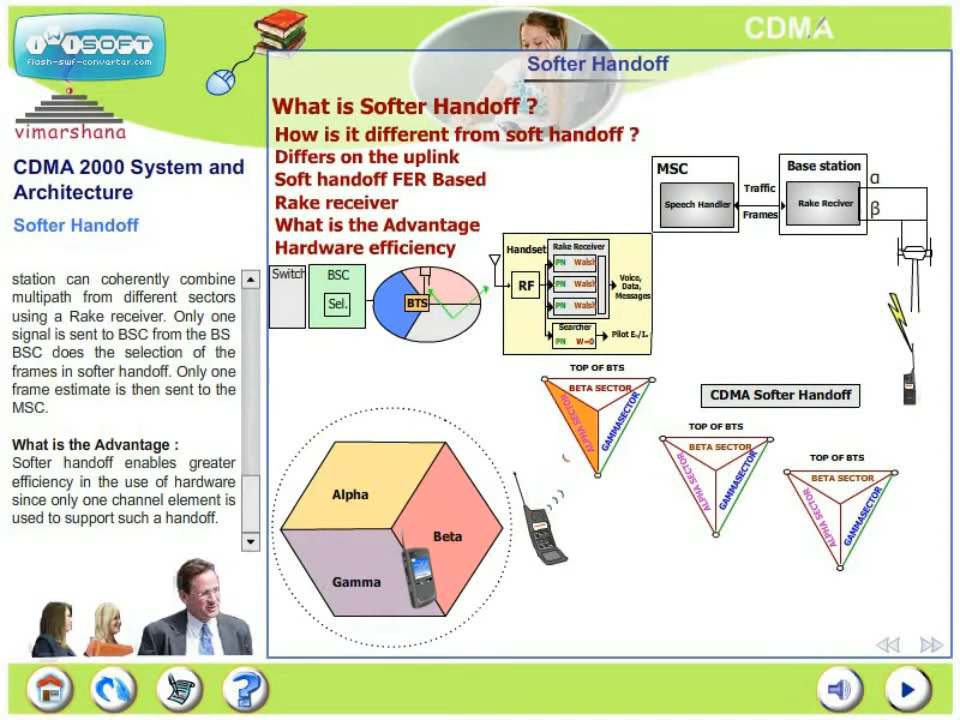 iWiSOFT
flash-swf-converter.com
CDMA
vimarshana
Softer Handoff
CDMA 2000 System and
Architecture
Softer Handoff
station can coherently combine
multipath from different sectors
using a Rake receiver. Only one
signal is sent to BSC from the BS
BSC does the selection of the
frames in softer handoff. Only one
frame estimate is then sent to the
MSC.
What is the Advantage :
Softer handoff enables greater
efficiency in the use of hardware
since only one channel element is
used to support such a handoff.
What is Softer Handoff ?
How is it different from soft handoff ?
Differs on the uplink
Soft handoff FER Based
Rake receiver
What is the Advantage
Hardware efficiency
MSC
Speech Handler
Traffic
Frames
Base station
Rake Reciver
α
β
Switch
BSC
Sel.
BTS
Handset
Rake Receiver
RF
PN Walsh
PN Walsh
PN Walsh
Searcher
PN W=0
Voice,
Data,
Messages
Pilot Ec/Io
TOP OF BTS
BETA SECTOR
ALPHA SECTOR
GAMMASECTOR
CDMA Softer Handoff
TOP OF BTS
BETA SECTOR
ALPHA SECTOR
GAMMASECTOR
TOP OF BTS
BETA SECTOR
ALPHA SECTOR
GAMMASECTOR
Alpha
Beta
Gamma